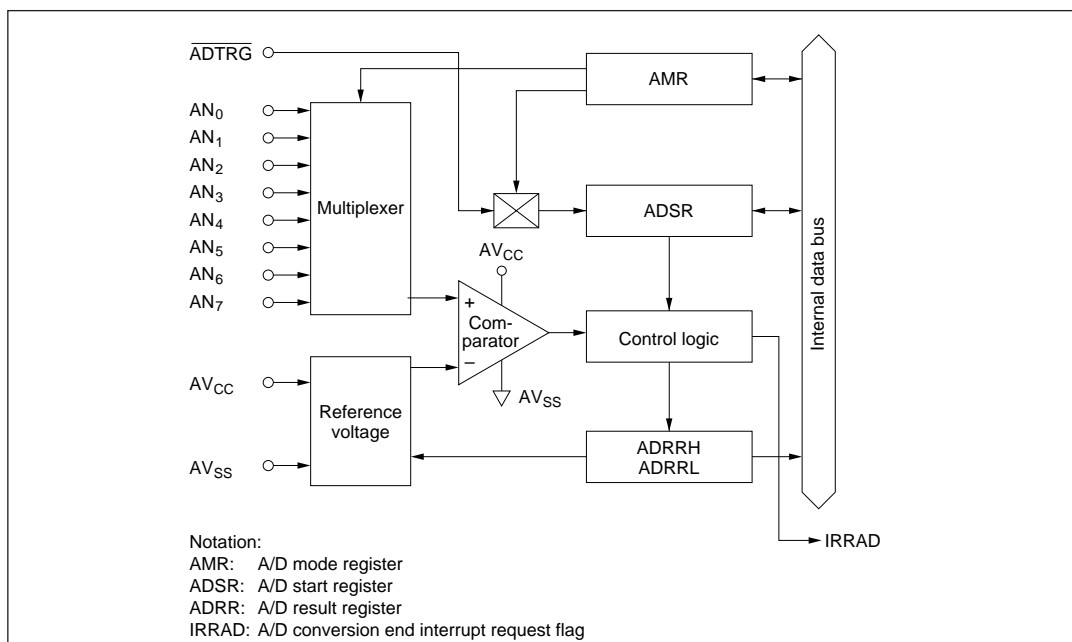 ADTRG
AMR
AN0
AN1
AN2
AN3
AN4
AN5
AN6
AN7
Multiplexer
ADSR
AVCC
+
Com-
parator
−
AVSS
Control logic
Internal data bus
AVCC
AVSS
Reference
voltage
ADRRH
ADRRL
IRRAD
Notation:
AMR: A/D mode register
ADSR: A/D start register
ADRR: A/D result register
IRRAD: A/D conversion end interrupt request flag